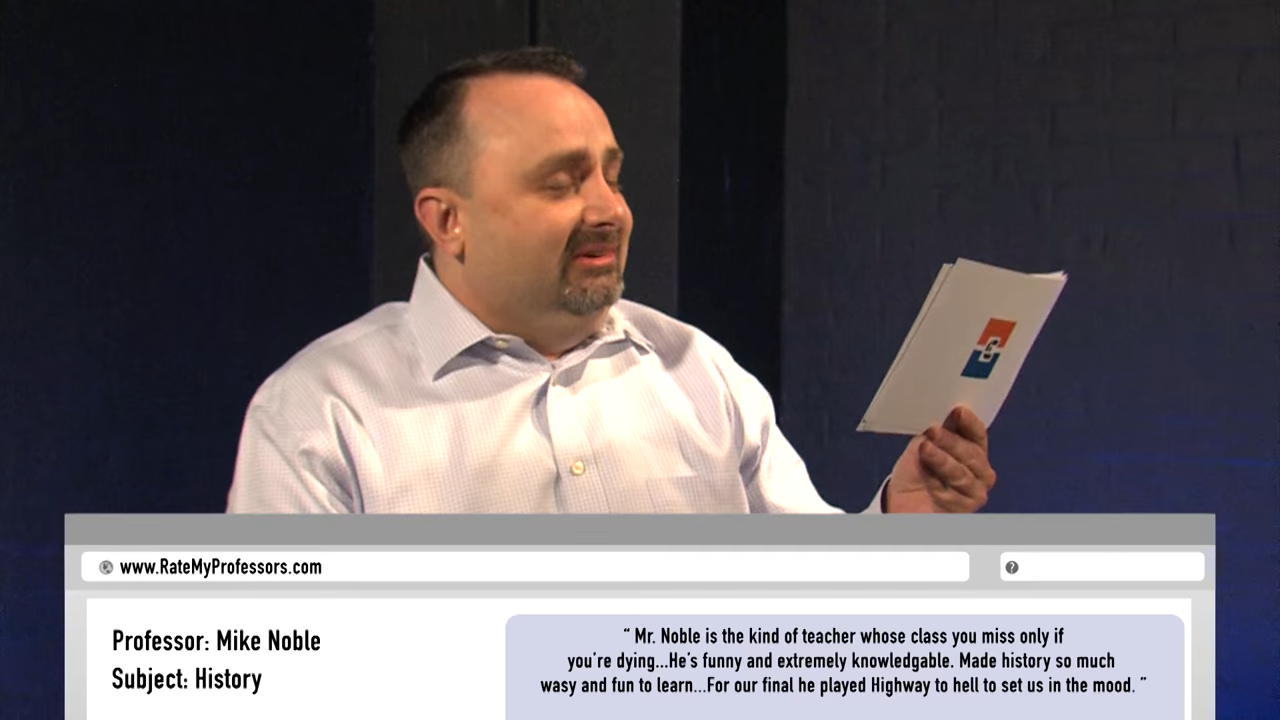 www.RateMyProfessors.com
Professor: Mike Noble
Subject: History
“ Mr. Noble is the kind of teacher whose class you miss only if
you're dying...He's funny and extremely knowledgable. Made history so much
wasy and fun to learn...For our final he played Highway to hell to set us in the mood. ”